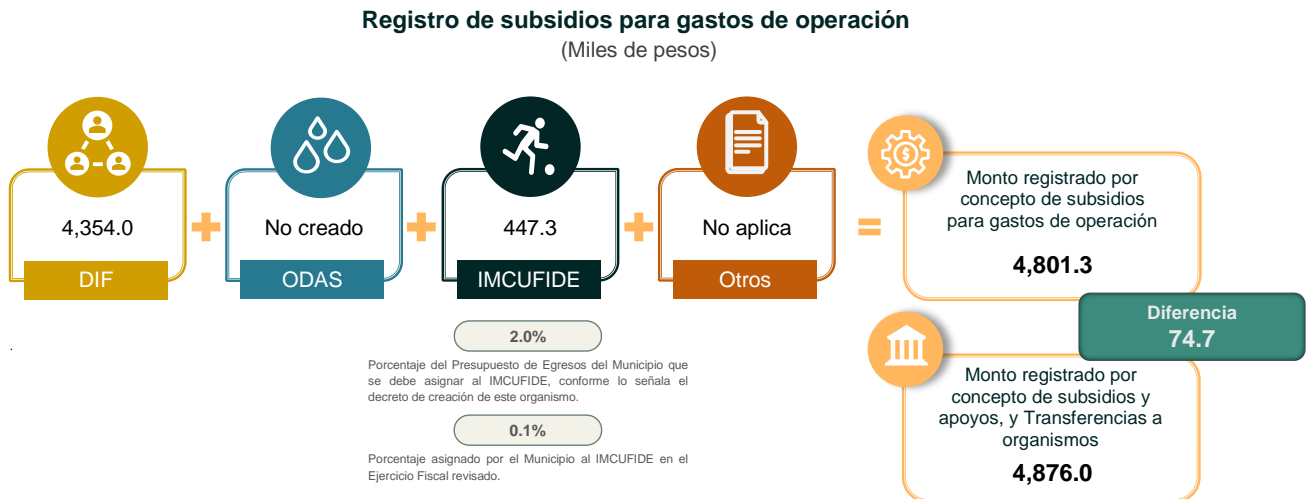 Registro de subsidios para gastos de operación
(Miles de pesos)
4,354.0
DIF
No creado
ODAS
447.3
IMCUFIDE
No aplica
Otros
Monto registrado por
concepto de subsidios
para gastos de operación
4,801.3
Diferencia
74.7
Monto registrado por
concepto de subsidios y
apoyos, y Transferencias a
organismos
4,876.0
2.0%
Porcentaje del Presupuesto de Egresos del Municipio que
se debe asignar al IMCUFIDE, conforme lo señala el
decreto de creación de este organismo.
0.1%
Porcentaje asignado por el Municipio al IMCUFIDE en el
Ejercicio Fiscal revisado.